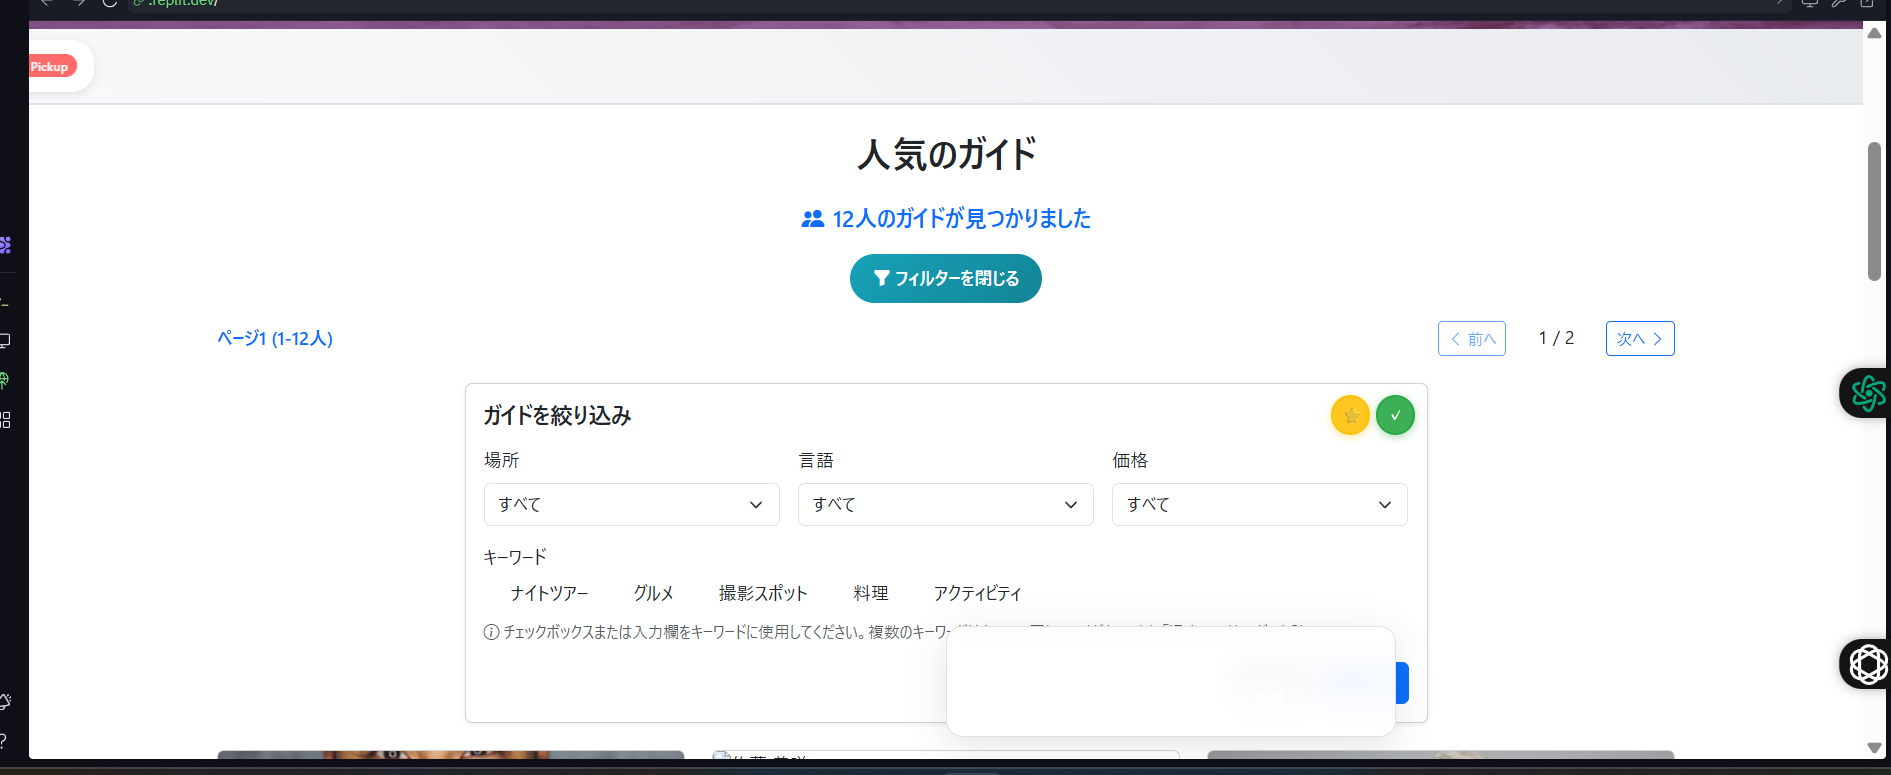 .replit.dev/
Pickup
人気のガイド
12人のガイドが見つかりました
フィルターを閉じる
ページ1 (1-12人)
前へ
1 / 2
次へ
ガイドを絞り込み
場所
言語
価格
すべて
すべて
すべて
キーワード
ナイトツアー
グルメ
撮影スポット
料理
アクティビティ
チェックボックスまたは入力欄をキーワードに使用してください。複数のキーワー